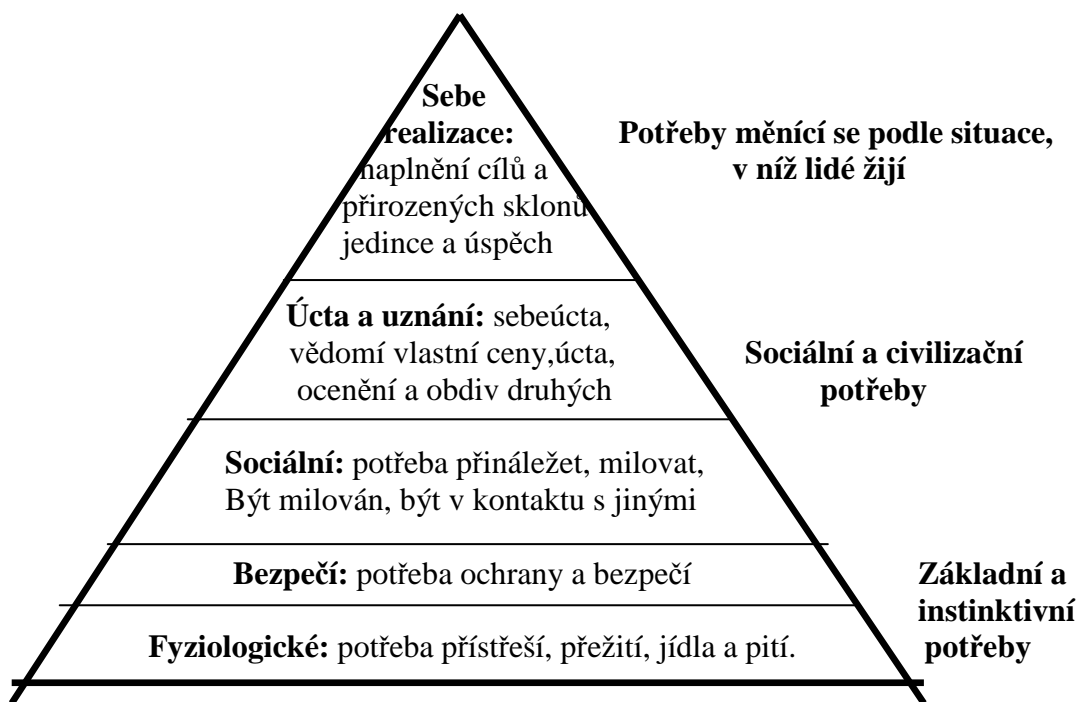 Sebe
realizace:
naplnění cílů a
přirozených sklonů
jedince a úspěch
Potřeby měnící se podle situace,
v níž lidé žijí
Úcta a uznání: sebeúcta,
vědomí vlastní ceny,úcta,
ocenění a obdiv druhých
Sociální a civilizační
potřeby
Sociální: potřeba přináležet, milovat,
Být milován, být v kontaktu s jinými
Bezpečí: potřeba ochrany a bezpečí
Základní a
instinktivní
potřeby
Fyziologické: potřeba přístřeší, přežití, jídla a pití.